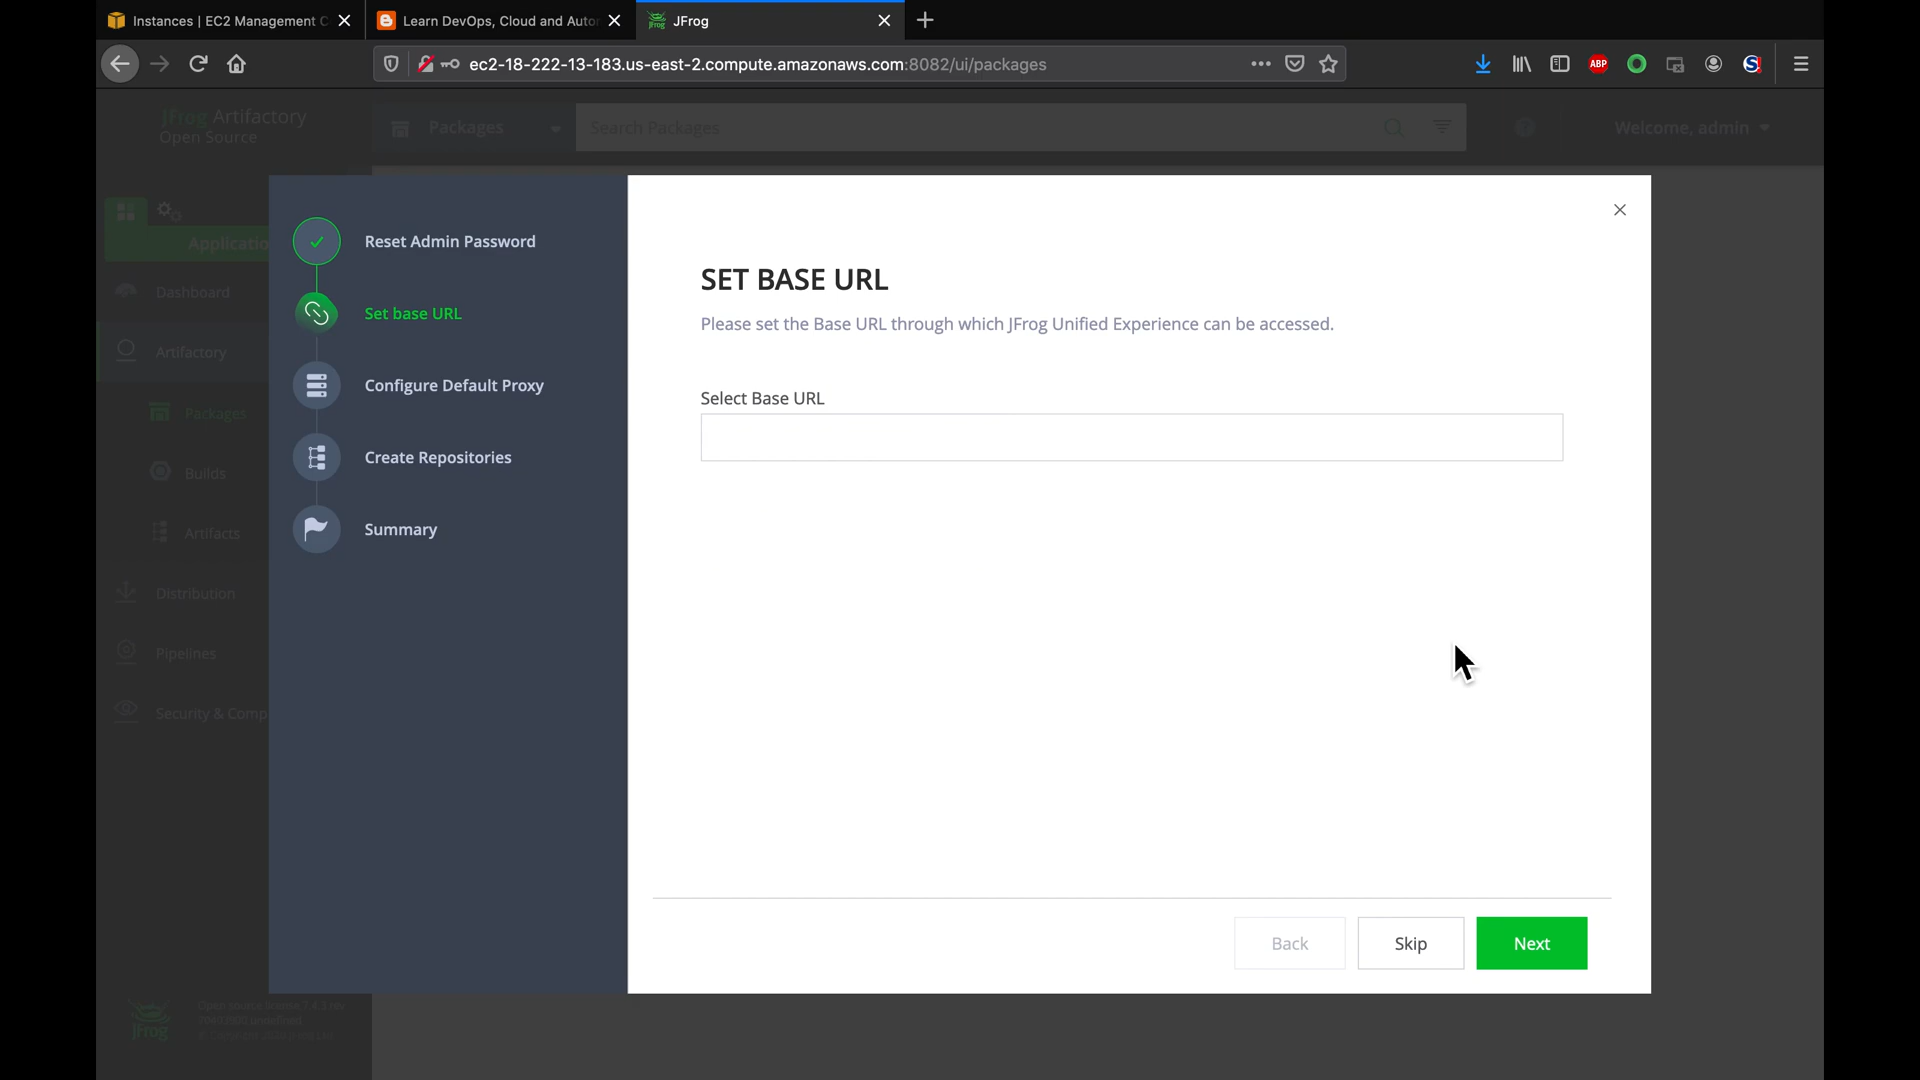 Instances | EC2 Management C
Learn DevOps, Cloud and Auto
JFrog
ec2-18-222-13-183.us-east-2.compute.amazonaws.com:8082/ui/packages
ABP
JFrog Artifactory
Open Source
Packages
Search Packages
Welcome, admin
Applicatio
Dashboard
Artifactory
Packages
Builds
Artifacts
Distribution
Pipelines
Security & Comp
JFrog
Reset Admin Password
Set base URL
Configure Default Proxy
Create Repositories
Summary
SET BASE URL
Please set the Base URL through which JFrog Unified Experience can be accessed.
Select Base URL
Back
Skip
Next